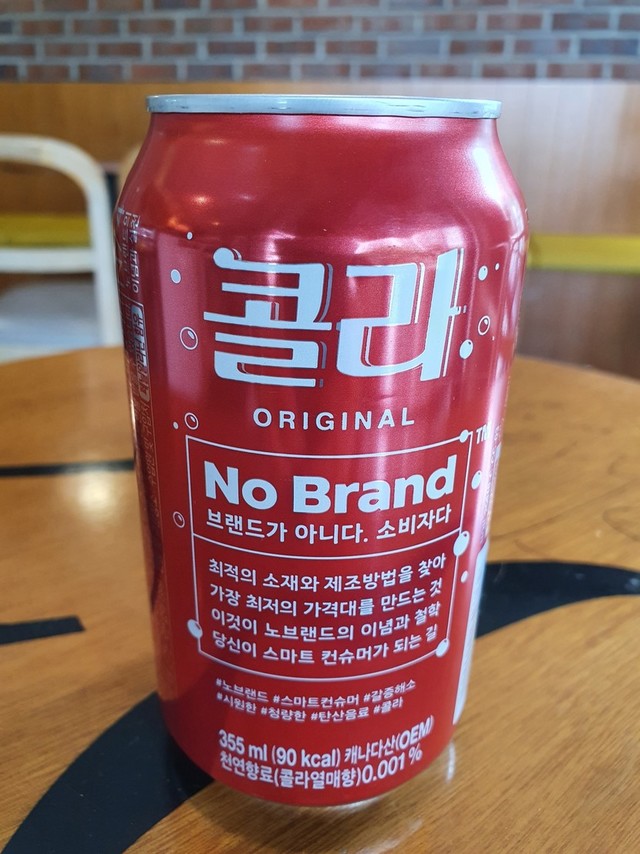 콜라
ORIGINAL
No Brand
브랜드가 아니다. 소비자다
최적의 소재와 제조방법을 찾아
가장 최저의 가격대를 만드는 것
이것이 노브랜드의 이념과 철학
당신이 스마트 컨슈머가 되는 길
#노브랜드 #스마트컨슈머 #갈증해소
#시원한 #청량한 #탄산음료 #콜라
355 ml (90 kcal) 캐나다산(OEM)
천연향료(콜라열매향)0.001 %